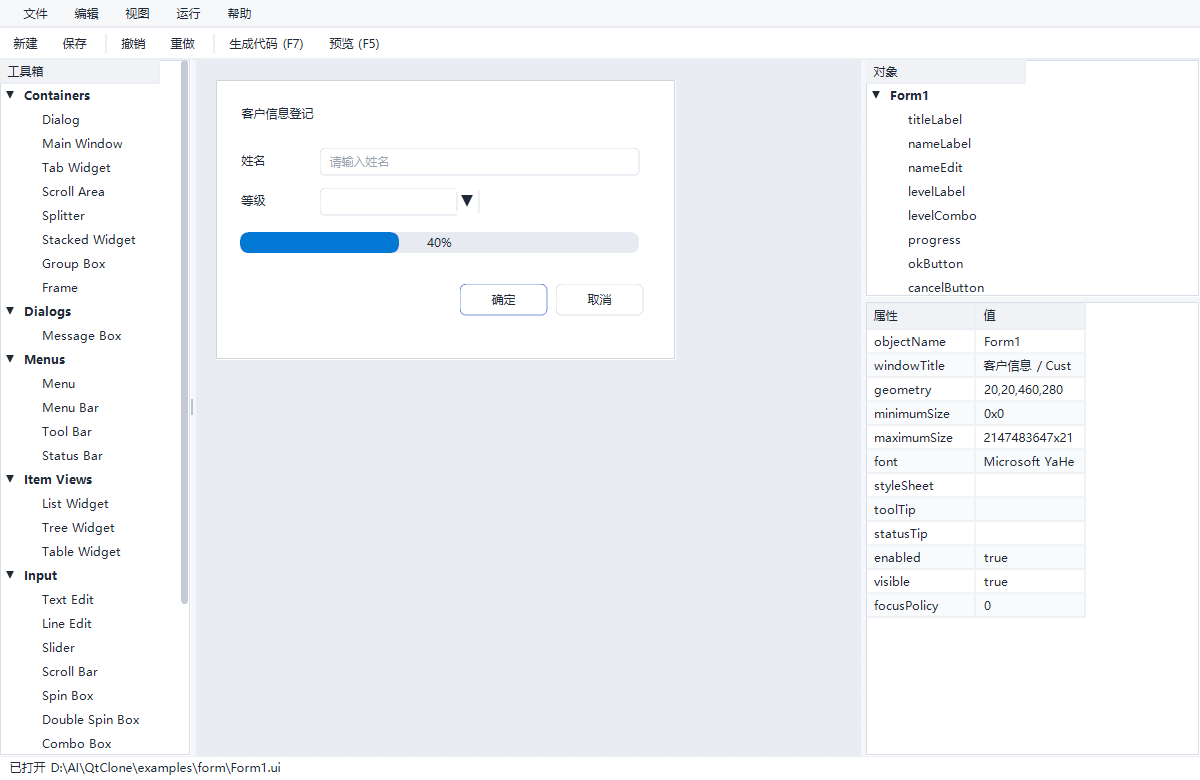 文件 编辑 视图 运行 帮助
新建 保存 撤销 重做 生成代码 (F7) 预览 (F5)
工具箱
Containers
Dialog
Main Window
Tab Widget
Scroll Area
Splitter
Stacked Widget
Group Box
Frame
Dialogs
Message Box
Menus
Menu
Menu Bar
Tool Bar
Status Bar
Item Views
List Widget
Tree Widget
Table Widget
Input
Text Edit
Line Edit
Slider
Scroll Bar
Spin Box
Double Spin Box
Combo Box
客户信息登记
姓名 请输入姓名
等级
40%
确定 取消
对象
Form1
titleLabel
nameLabel
nameEdit
levelLabel
levelCombo
progress
okButton
cancelButton
属性 值
objectName Form1
windowTitle 客户信息 / Cust
geometry 20,20,460,280
minimumSize 0x0
maximumSize 2147483647x21
font Microsoft YaHe
styleSheet
toolTip
statusTip
enabled true
visible true
focusPolicy 0
已打开 D:\AI\QtClone\examples\form\Form1.ui